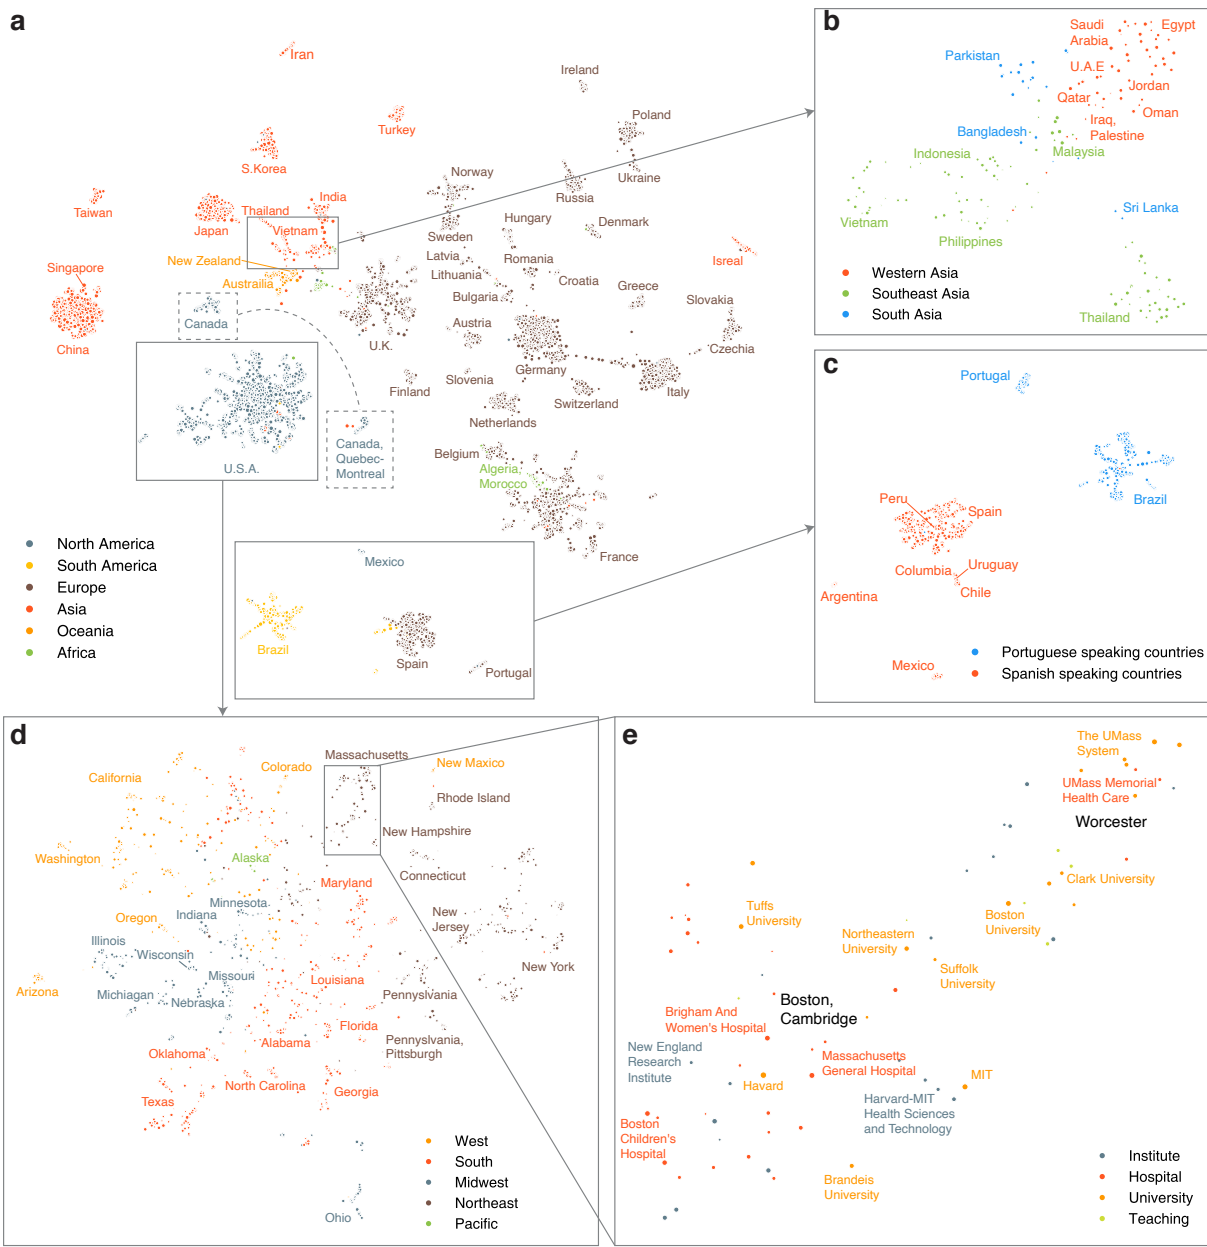 a
Iran
Ireland
Turkey
Poland
S.Korea
Ukraine
Norway
Russia
Taiwan
India
Thailand
Japan
Vietnam
Hungary
Denmark
Sweden
New Zealand
Latvia
Romania
Isreal
Singapore
Lithuania
Croatia
Austrailia
Greece
Bulgaria
Slovakia
Canada
Austria
China
U.K.
Czechia
Germany
Slovenia
Finland
Italy
Switzerland
Netherlands
Canada,
Quebec-
Montreal
U.S.A.
Belgium
Algeria,
Morocco
France
North America
South America
Europe
Asia
Oceania
Africa
Mexico
Brazil
Spain
Portugal
b
Saudi
Arabia
Egypt
Parkistan
U.A.E
Jordan
Qatar
Oman
Iraq,
Palestine
Bangladesh
Indonesia
Malaysia
Vietnam
Sri Lanka
Philippines
Western Asia
Southeast Asia
South Asia
Thailand
c
Portugal
Brazil
Peru
Spain
Columbia
Uruguay
Chile
Argentina
Mexico
Portuguese speaking countries
Spanish speaking countries
d
Massachusetts
California
Colorado
New Maxico
Rhode Island
New Hampshire
Washington
Alaska
Connecticut
Maryland
Minnesota
Indiana
Oregon
New
Jersey
Illinois
Wisconsin
Missouri
New York
Arizona
Louisiana
Michiagan
Nebraska
Pennyslvania
Florida
Alabama
Pennyslvania,
Pittsburgh
Oklahoma
North Carolina
Georgia
Texas
Ohio
West
South
Midwest
Northeast
Pacific
e
The UMass
System
UMass Memorial
Health Care
Worcester
Clark University
Tuffs
University
Boston
University
Northeastern
University
Suffolk
University
Boston,
Cambridge
Brigham And
Women's Hospital
New England
Research
Institute
Massachusetts
General Hospital
Havard
MIT
Harvard-MIT
Health Sciences
and Technology
Boston
Children's
Hospital
Brandeis
University
Institute
Hospital
University
Teaching